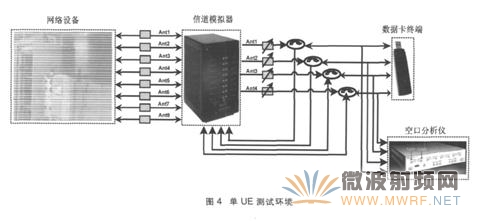 网络设备
信道模拟器
数据卡终端
Ant1
Ant2
Ant3
Ant4
Ant5
Ant6
Ant7
Ant8
Ant1
Ant2
Ant3
Ant4
空口分析仪
微波射频网
WWW.MWRF.NET
图 4 单 UE 测试环境